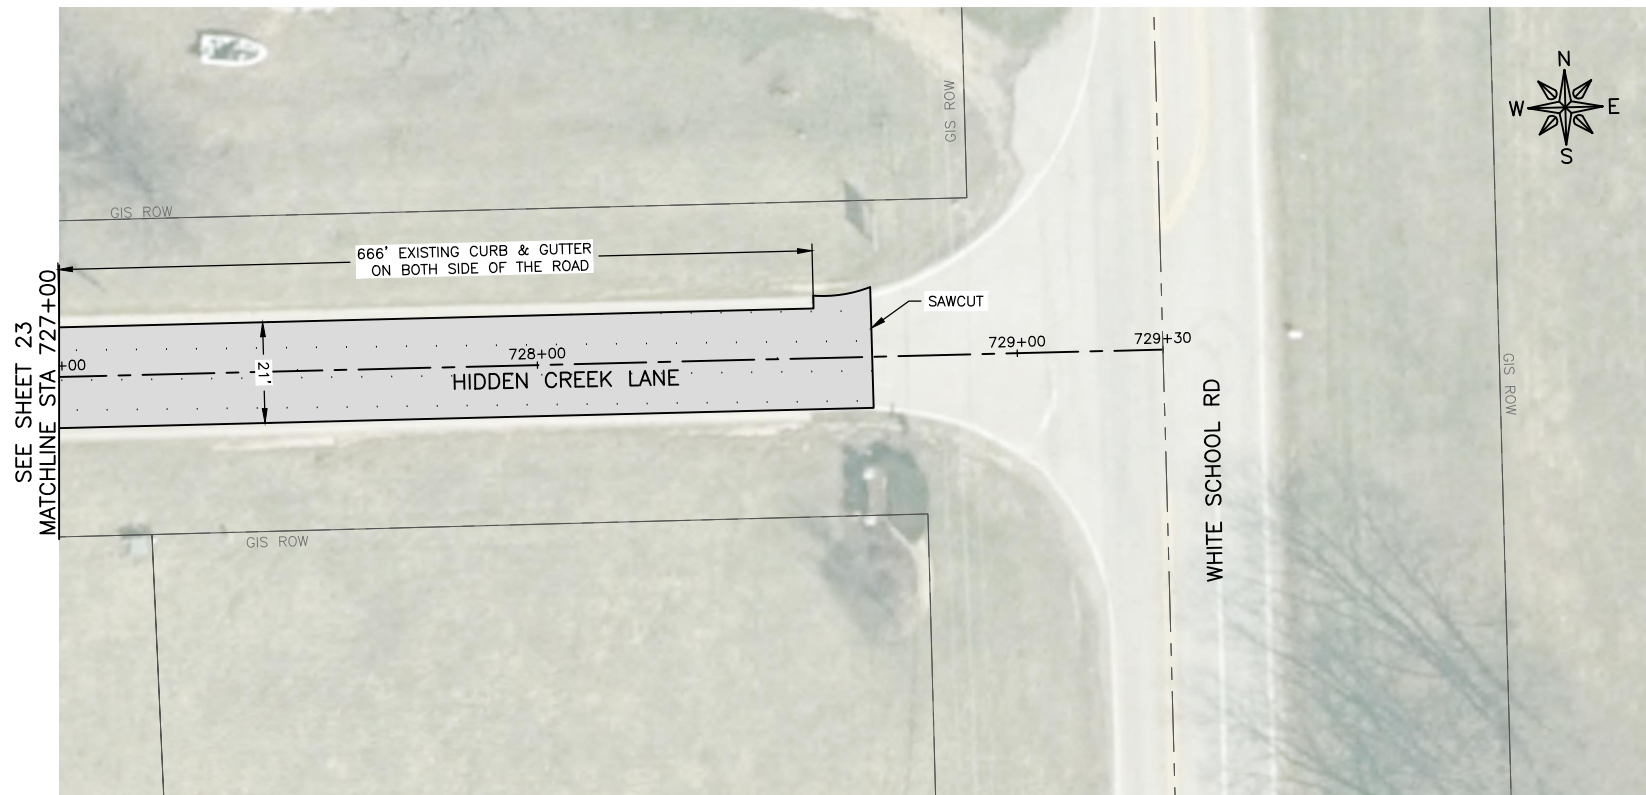 N
W E
S
GIS ROW
GIS ROW
666' EXISTING CURB & GUTTER
ON BOTH SIDE OF THE ROAD
SAWCUT
SEE SHEET 23
MATCHLINE STA 727+00
+00
21'
728+00
HIDDEN CREEK LANE
729+00
729+30
WHITE SCHOOL RD
GIS ROW
GIS ROW